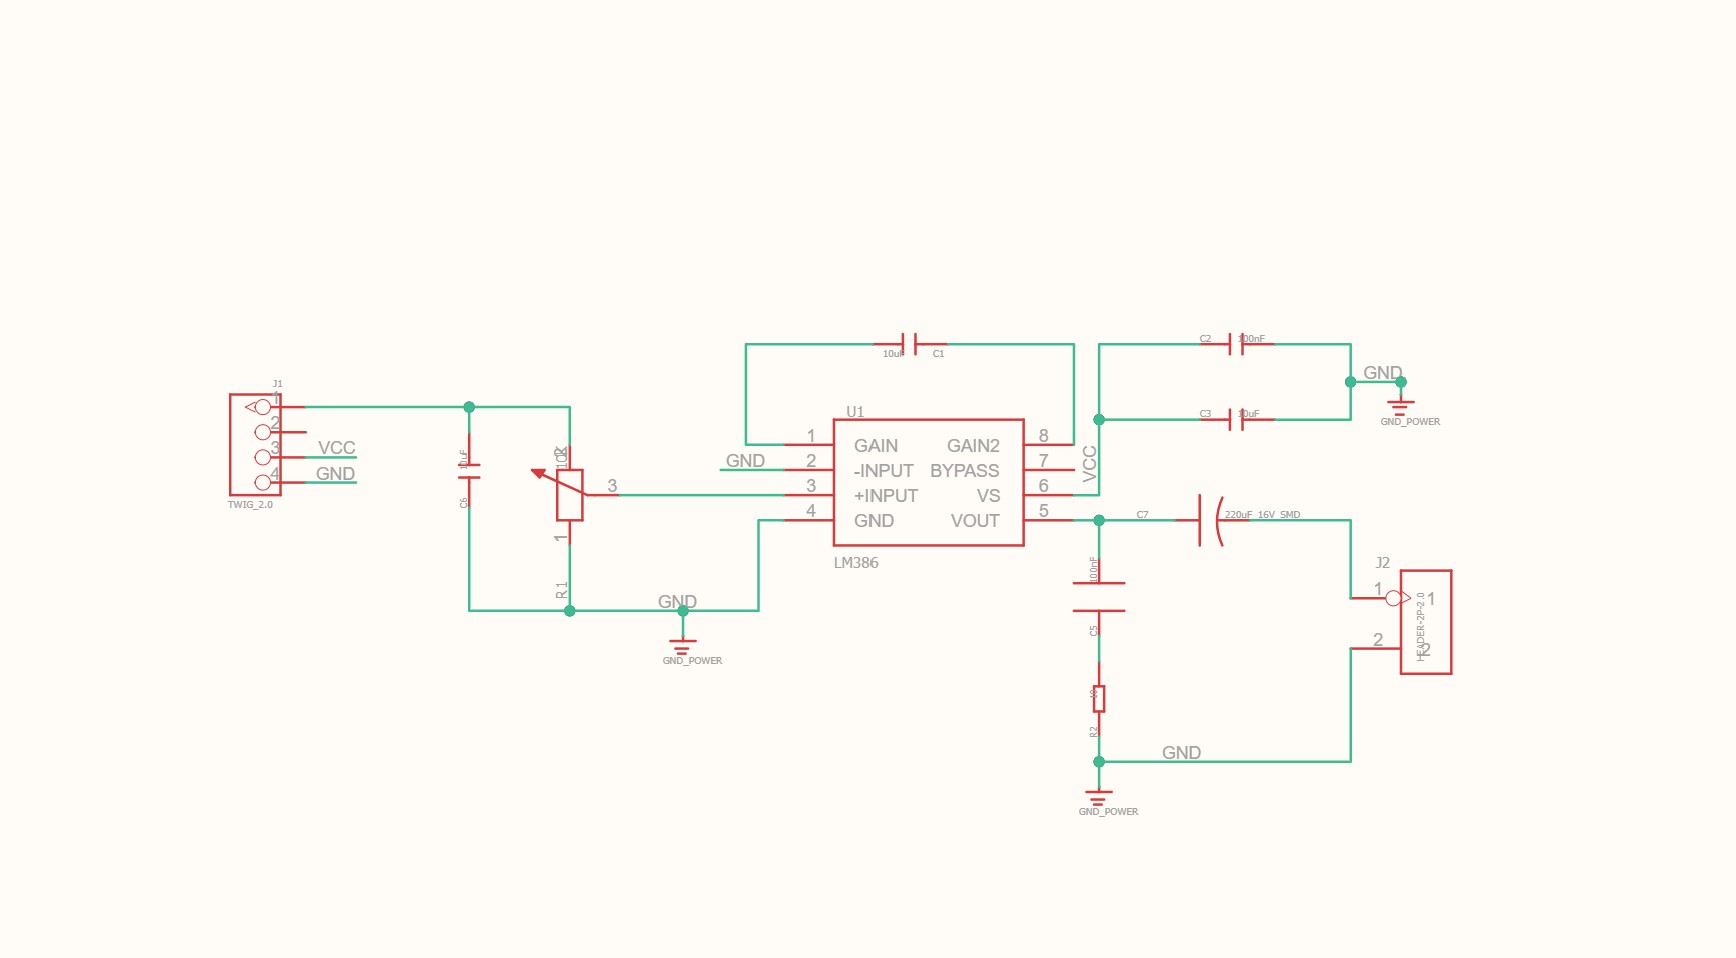 J1
1
2
3 VCC
4 GND
TWIG_2.0
10uF
C6
10K
2
3
1
R1
GND
GND_POWER
10uF C1
U1
1 GAIN GAIN2 8
GND 2 -INPUT BYPASS 7
3 +INPUT VS 6
4 GND VOUT 5
LM386
VCC
C2 100nF
C3 10uF
GND
GND_POWER
C7 220uF_16V_SMD
100nF
C5
10
R2
GND
GND_POWER
J2
1 1
2 2
HEADER-2P-2.0